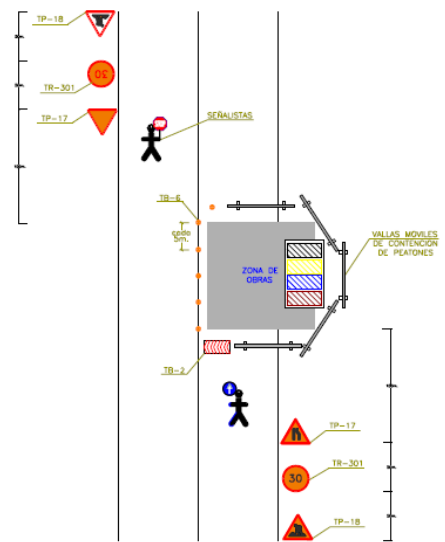 TP-18
20
TR-301
TP-17
SEÑALISTAS
TB-6
cada
5m.
ZONA DE
OBRAS
VALLAS MOVILES
DE CONTENCIÓN
DE PEATONES
TB-2
TP-17
TR-301
30
TP-18